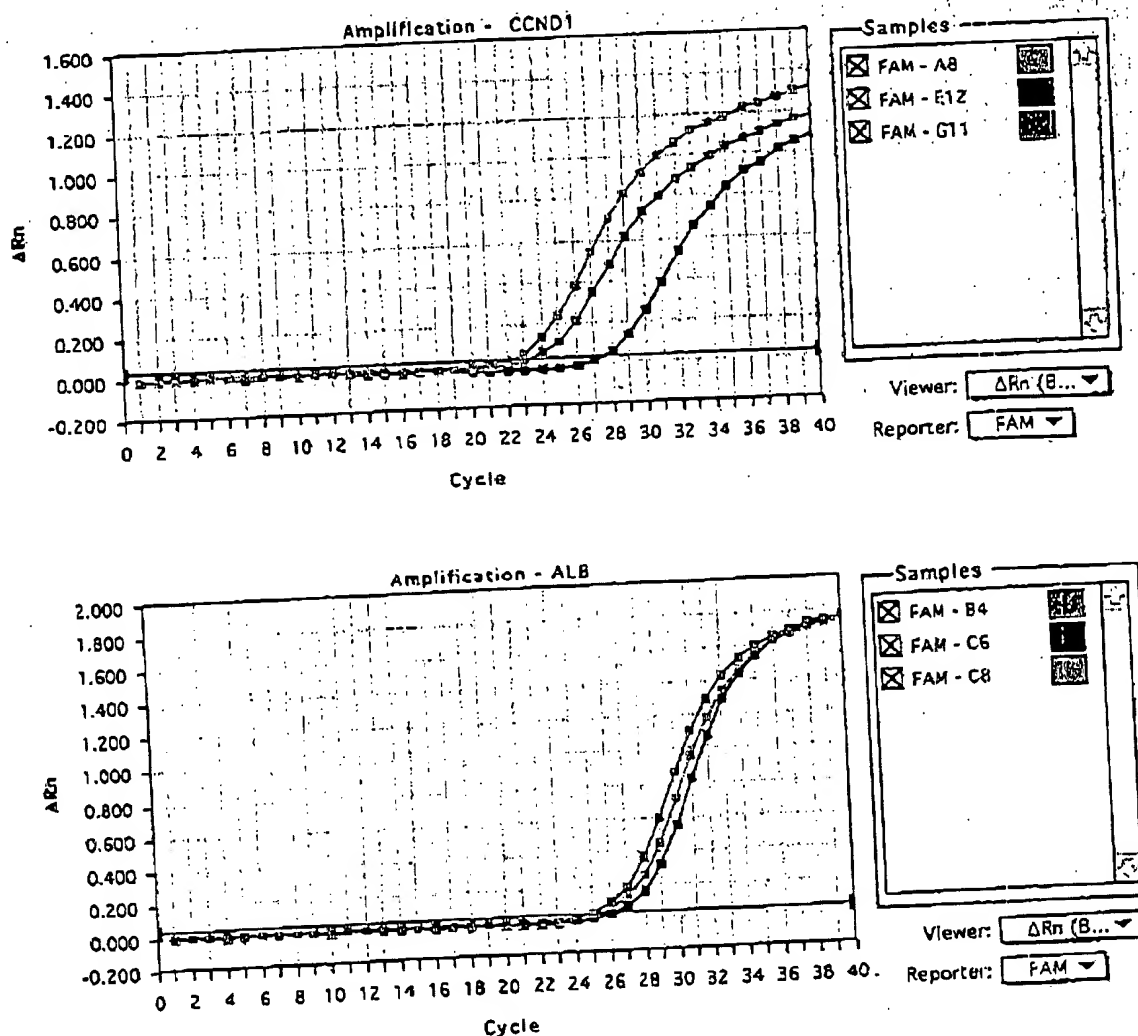 Amplification - CCND1
1.600
1.400
1.200
1.000
0.800
0.600
0.400
0.200
0.000
-0.200
ΔRn
0 2 4 6 8 10 12 14 16 18 20 22 24 26 28 30 32 34 36 38 40
Cycle
Samples
FAM - A8
FAM - E12
FAM - G11
Viewer: ΔRn (B...
Reporter: FAM
Amplification - ALB
2.000
1.800
1.600
1.400
1.200
1.000
0.800
0.600
0.400
0.200
0.000
-0.200
ΔRn
0 2 4 6 8 10 12 14 16 18 20 22 24 26 28 30 32 34 36 38 40
Cycle
Samples
FAM - B4
FAM - C6
FAM - C8
Viewer: ΔRn (B...
Reporter: FAM